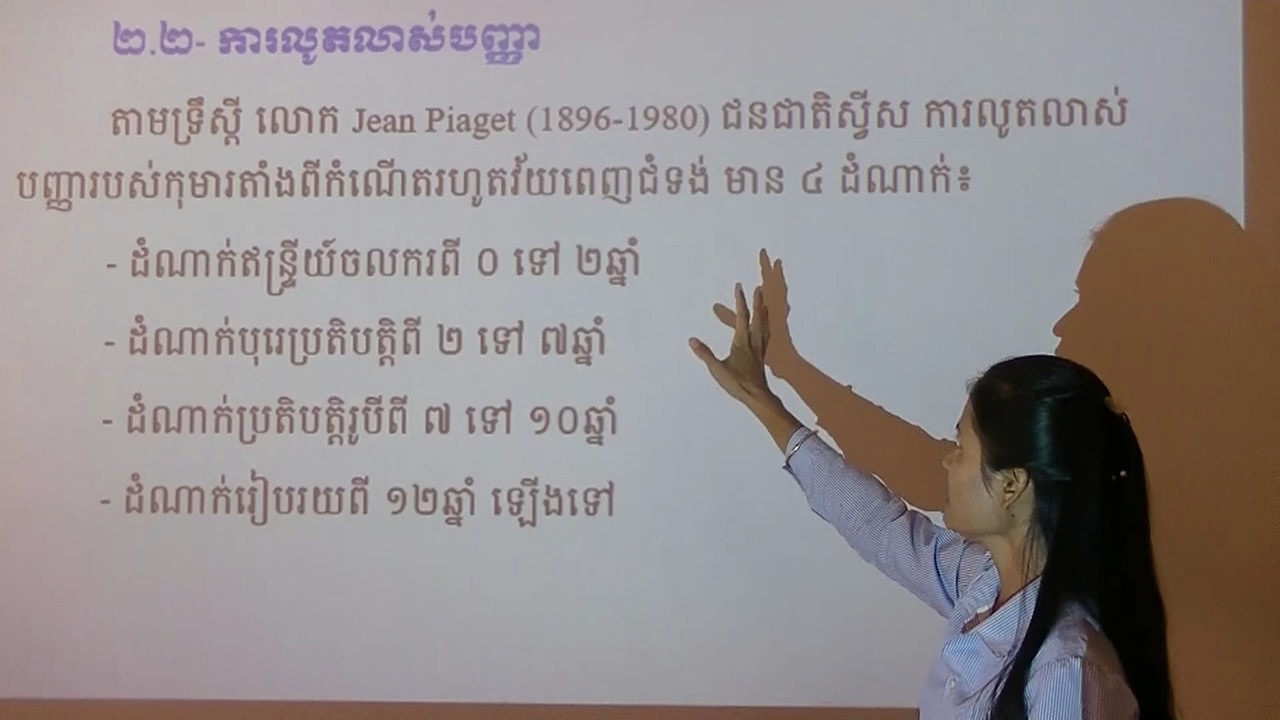 ២.២- ការលូតលាស់បញ្ញា
តាមទ្រឹស្តី លោក Jean Piaget (1896-1980) ជនជាតិស្វីស ការលូតលាស់
បញ្ញារបស់កុមារតាំងពីកំណើតរហូតវ័យពេញជំទង់ មាន ៤ ដំណាក់៖
- ដំណាក់ឥន្ទ្រីយ៍ចលករពី ០ ទៅ ២ឆ្នាំ
- ដំណាក់បុរេប្រតិបត្តិពី ២ ទៅ ៧ឆ្នាំ
- ដំណាក់ប្រតិបត្តិរូបីពី ៧ ទៅ ១០ឆ្នាំ
- ដំណាក់រៀបរយពី ១២ឆ្នាំ ឡើងទៅ